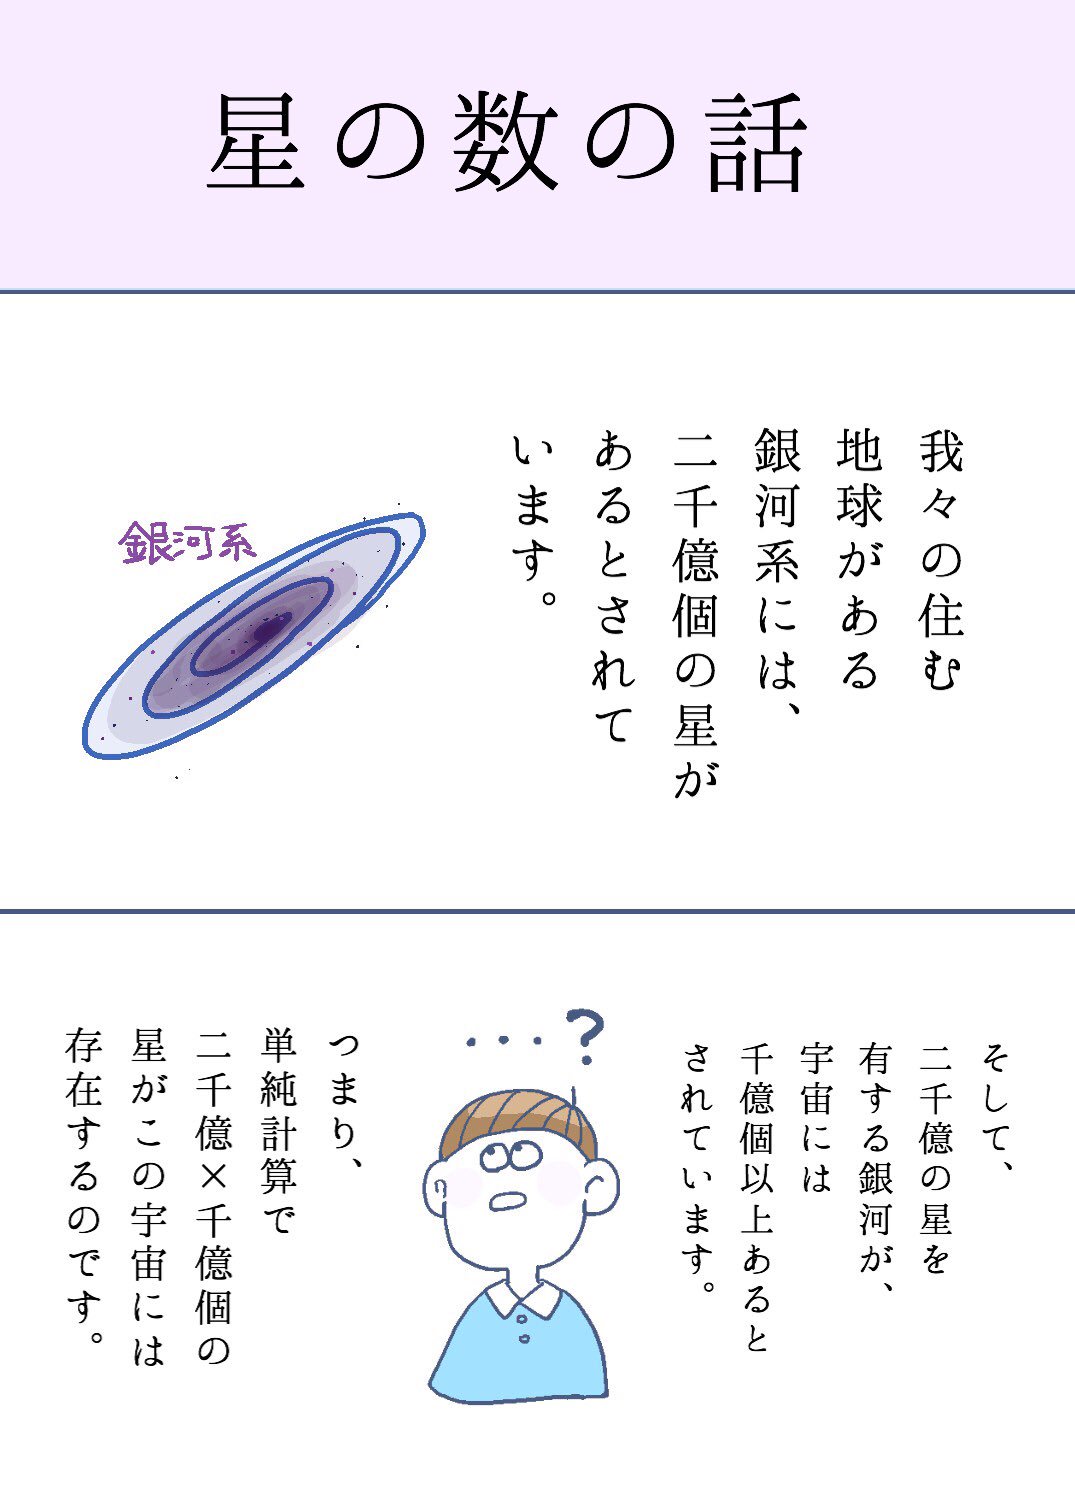 星の数の話
我々の住む
地球がある
銀河系には、
二千億個の星が
あるとされて
います。
銀河系
そして、
二千億の星を
有する銀河が、
宇宙には
千億個以上あると
されています。
...?
つまり、
単純計算で
二千億×千億個の
星がこの宇宙には
存在するのです。